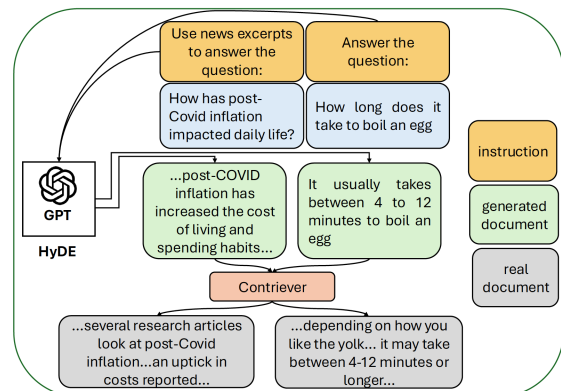 Use news excerpts
to answer the
question:
Answer the
question:
How has post-
Covid inflation
impacted daily life?
How long does it
take to boil an egg
instruction
GPT
HyDE
...post-COVID
inflation has
increased the cost
of living and
spending habits...
It usually takes
between 4 to 12
minutes to boil an
egg
generated
document
Contriever
real
document
...several research articles
look at post-Covid
inflation...an uptick in
costs reported...
...depending on how you
like the yolk... it may take
between 4-12 minutes or
longer...